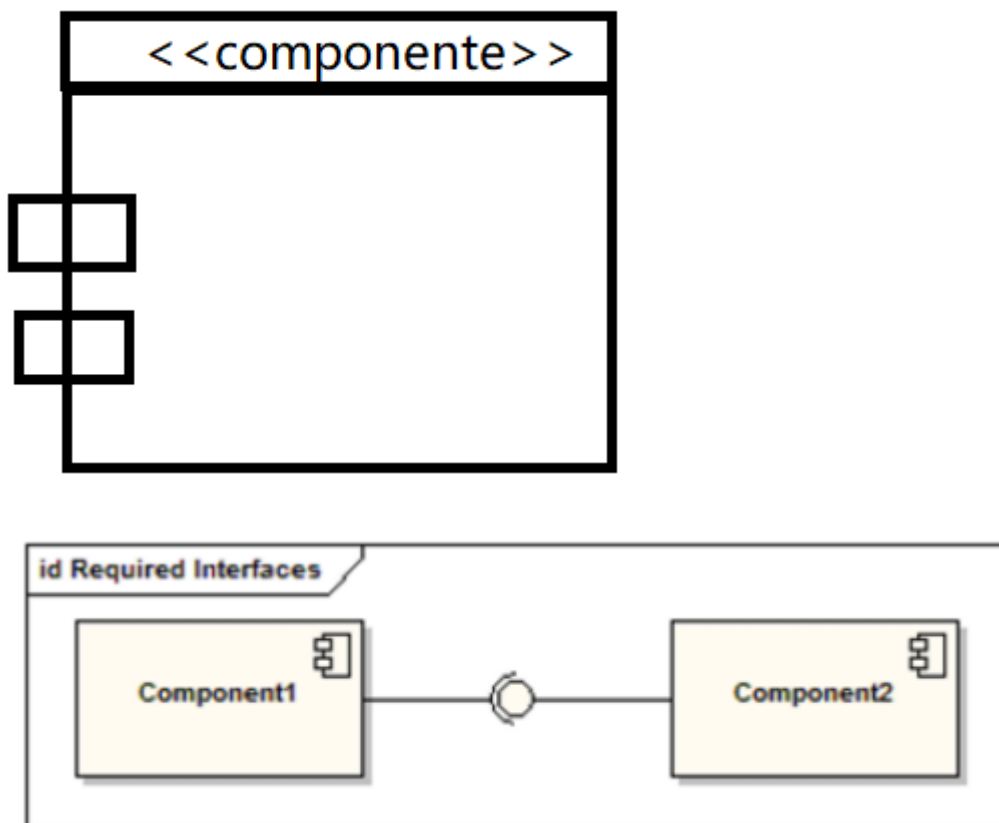 <<componente>>
id Required Interfaces
Component1
Component2